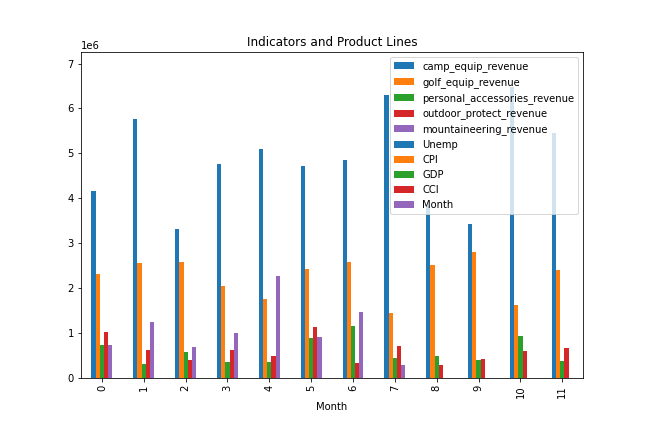 Indicators and Product Lines
1e6
7
6
5
4
3
2
1
0
camp_equip_revenue
golf_equip_revenue
personal_accessories_revenue
outdoor_protect_revenue
mountaineering_revenue
Unemp
CPI
GDP
CCI
Month
0 1 2 3 4 5 6 7 8 9 10 11
Month